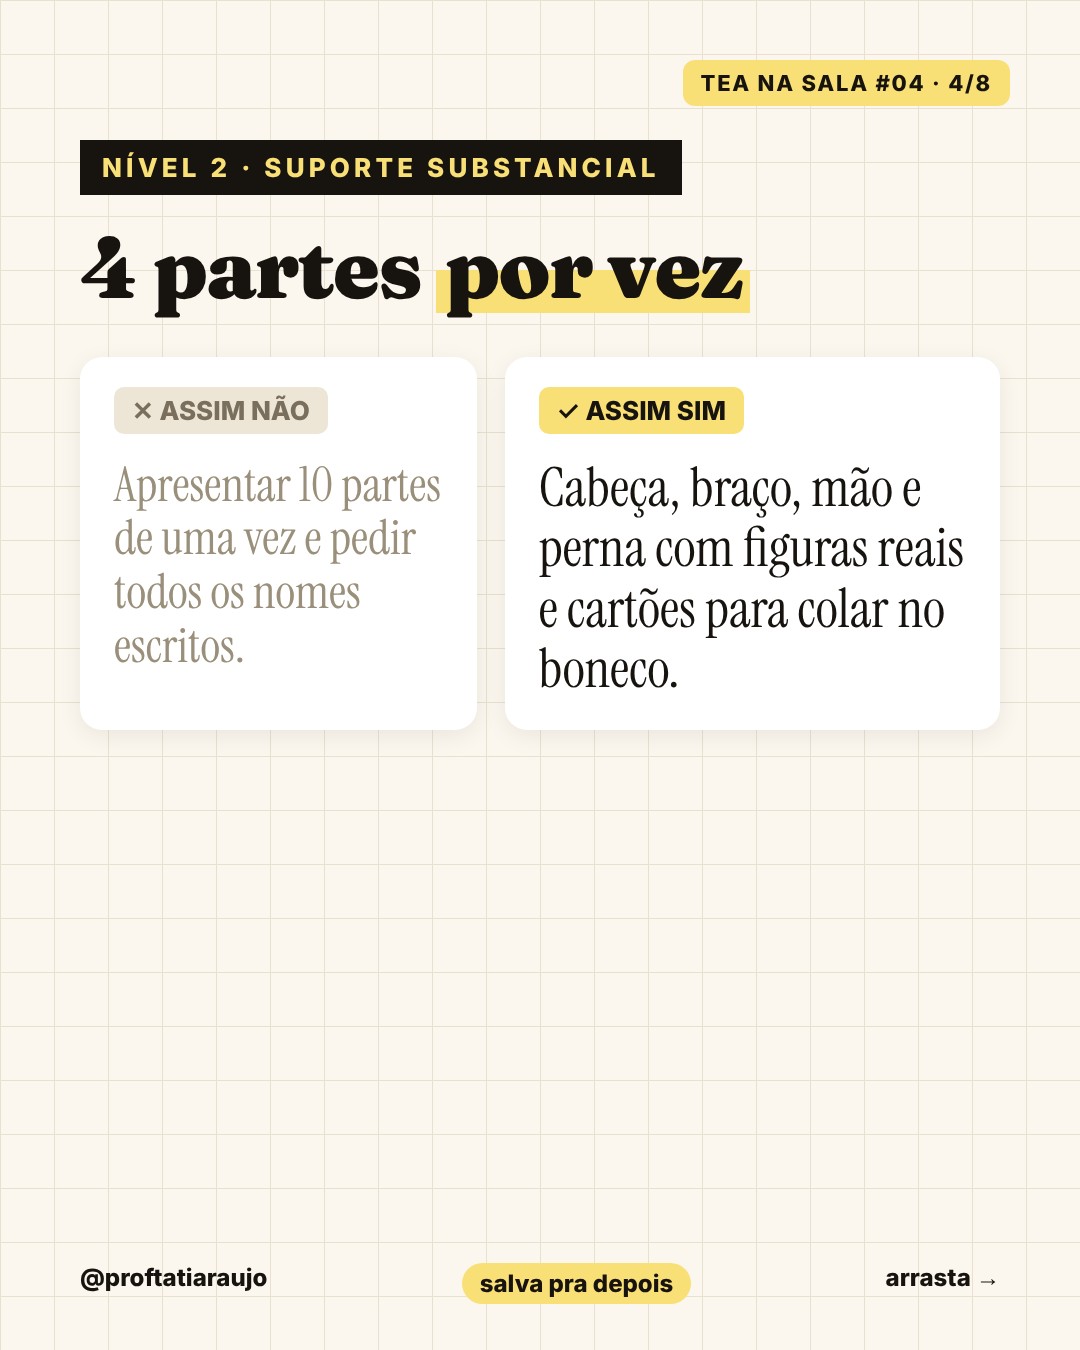 TEA NA SALA #04 · 4/8
NÍVEL 2 · SUPORTE SUBSTANCIAL
4 partes por vez
✕ ASSIM NÃO
Apresentar 10 partes
de uma vez e pedir
todos os nomes
escritos.
✓ ASSIM SIM
Cabeça, braço, mão e
perna com figuras reais
e cartões para colar no
boneco.
@proftatiaraujo
salva pra depois
arrasta →